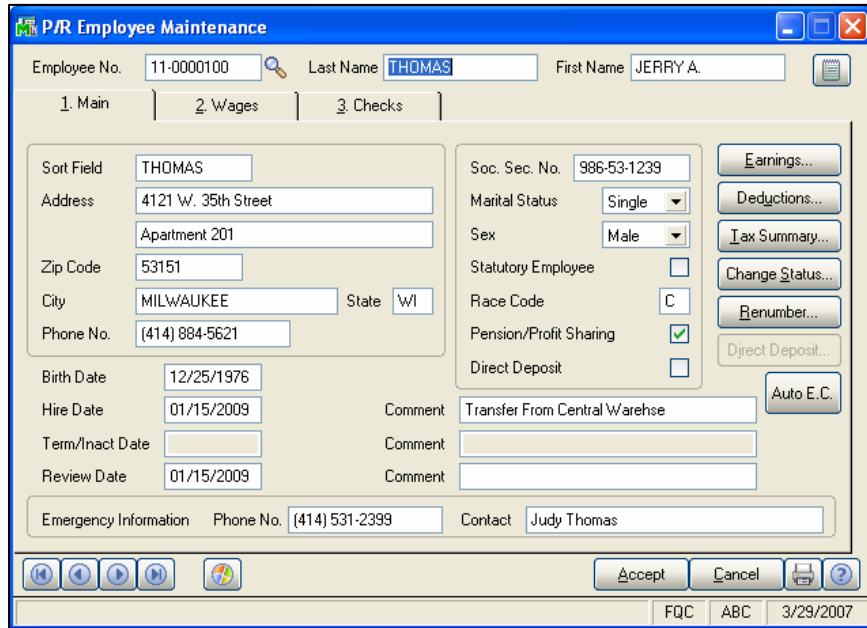 P/R Employee Maintenance
Employee No. 11-0000100 Last Name THOMAS First Name JERRY A.
1. Main 2. Wages 3. Checks
Sort Field THOMAS Soc. Sec. No. 986-53-1239 Earnings...
Address 4121 W. 35th Street Marital Status Single Deductions...
Apartment 201 Sex Male Tax Summary...
Zip Code 53151 Statutory Employee Change Status...
City MILWAUKEE State WI Race Code C Renumber...
Phone No. (414) 884-5621 Pension/Profit Sharing Direct Deposit...
Birth Date 12/25/1976 Direct Deposit Auto E.C.
Hire Date 01/15/2009 Comment Transfer From Central Warehse
Term/Inact Date Comment
Review Date 01/15/2009 Comment
Emergency Information Phone No. (414) 531-2399 Contact Judy Thomas
Accept Cancel
FQC ABC 3/29/2007